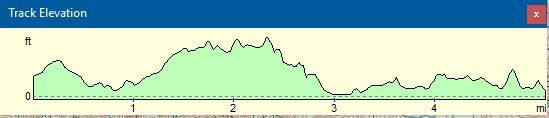 Track Elevation x
ft
0
1 2 3 4 mi